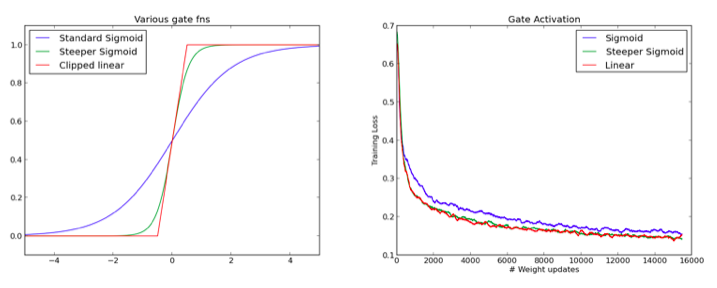 Various gate fns
Standard Sigmoid
Steeper Sigmoid
Clipped linear
1.0
0.8
0.6
0.4
0.2
0.0
−4 −2 0 2 4
Gate Activation
Sigmoid
Steeper Sigmoid
Linear
Training Loss
0.7
0.6
0.5
0.4
0.3
0.2
0.1
0 2000 4000 6000 8000 10000 12000 14000 16000
# Weight updates